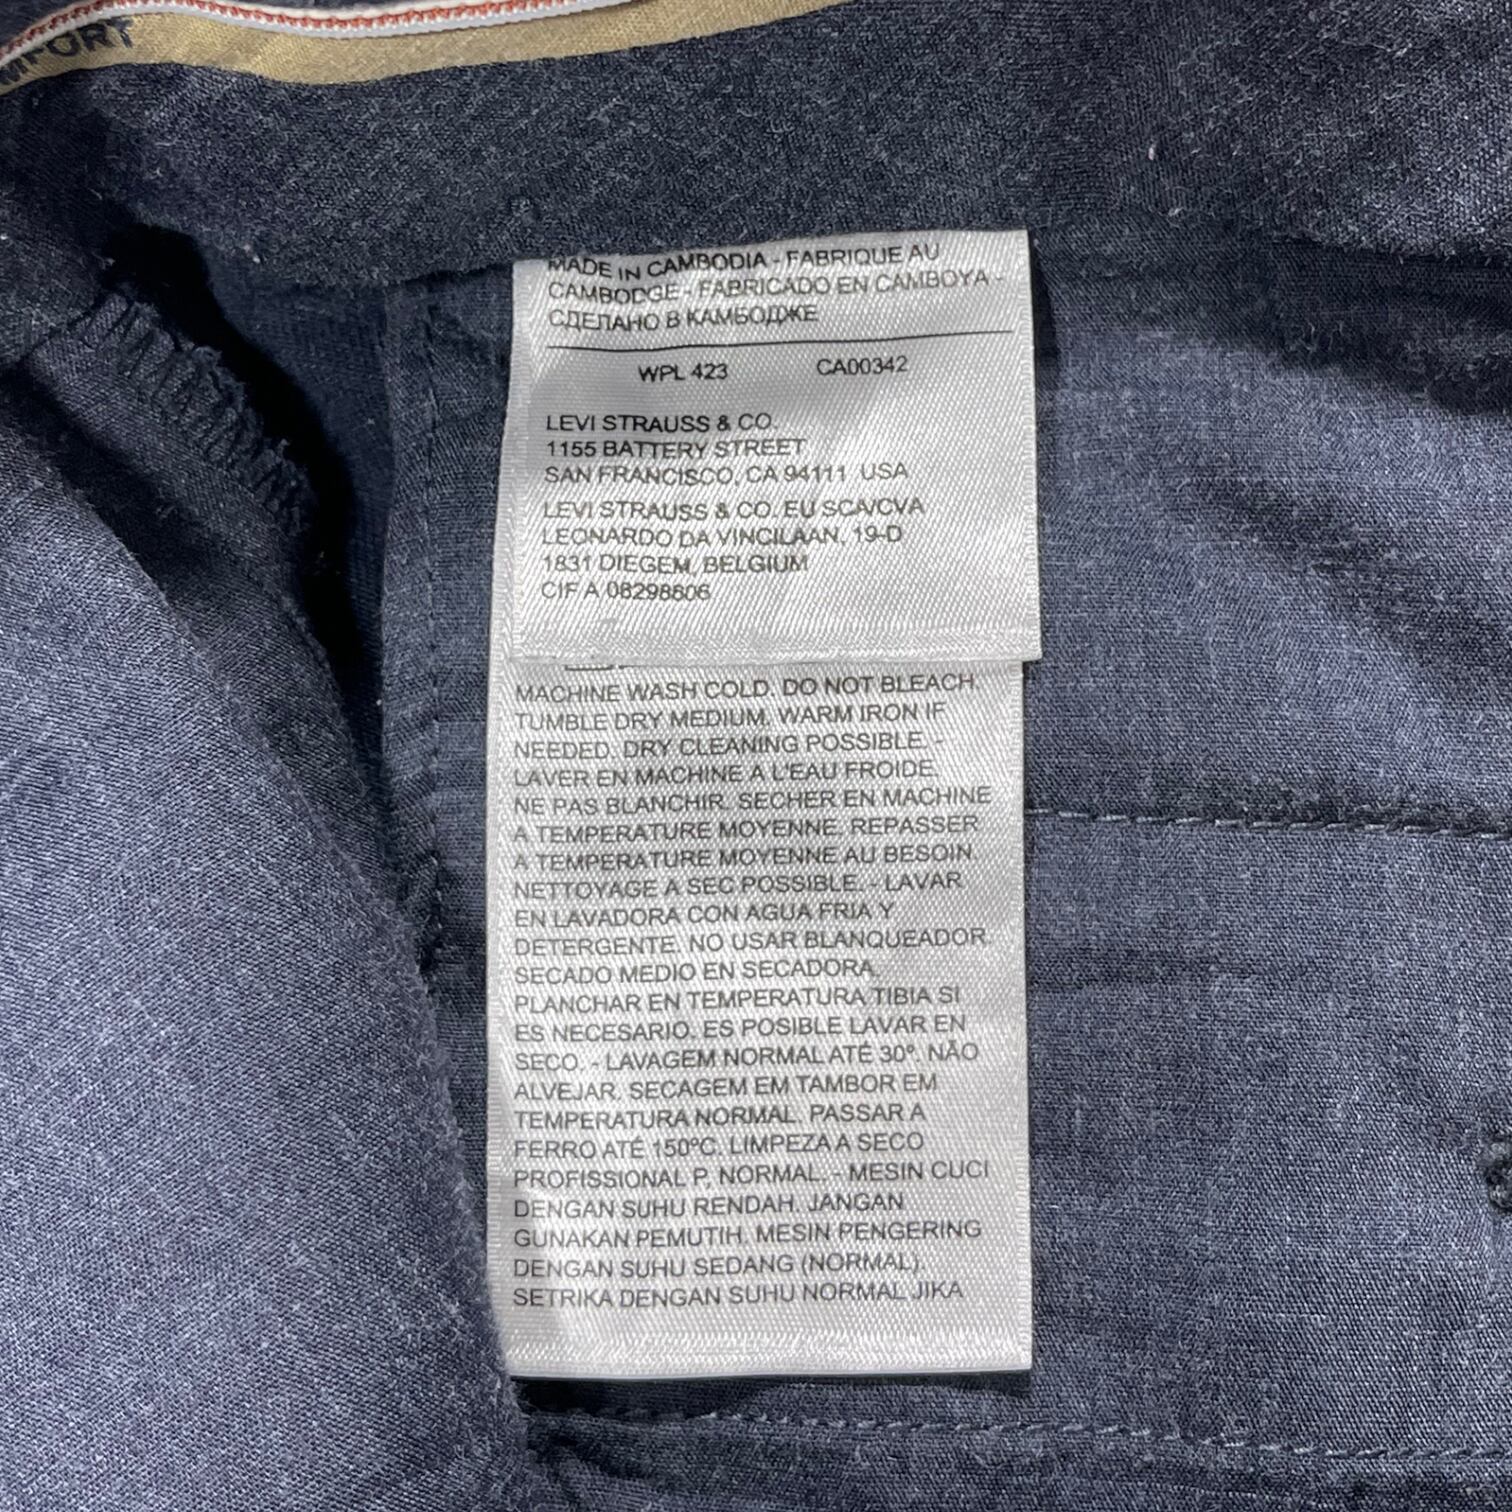 MFORT
MADE IN CAMBODIA - FABRIQUE AU
CAMBODGE - FABRICADO EN CAMBOYA -
СДЕЛАНО В КАМБОДЖЕ
WPL 423 CA00342
LEVI STRAUSS & CO.
1155 BATTERY STREET
SAN FRANCISCO, CA 94111 USA
LEVI STRAUSS & CO. EU SCA/CVA
LEONARDO DA VINCILAAN, 19-D
1831 DIEGEM, BELGIUM
CIF A 08298806
MACHINE WASH COLD. DO NOT BLEACH.
TUMBLE DRY MEDIUM. WARM IRON IF
NEEDED. DRY CLEANING POSSIBLE. -
LAVER EN MACHINE A L'EAU FROIDE.
NE PAS BLANCHIR. SECHER EN MACHINE
A TEMPERATURE MOYENNE. REPASSER
A TEMPERATURE MOYENNE AU BESOIN.
NETTOYAGE A SEC POSSIBLE. - LAVAR
EN LAVADORA CON AGUA FRIA Y
DETERGENTE. NO USAR BLANQUEADOR.
SECADO MEDIO EN SECADORA.
PLANCHAR EN TEMPERATURA TIBIA SI
ES NECESARIO. ES POSIBLE LAVAR EN
SECO. - LAVAGEM NORMAL ATÉ 30º. NÃO
ALVEJAR. SECAGEM EM TAMBOR EM
TEMPERATURA NORMAL. PASSAR A
FERRO ATÉ 150ºC. LIMPEZA A SECO
PROFISSIONAL P, NORMAL. - MESIN CUCI
DENGAN SUHU RENDAH. JANGAN
GUNAKAN PEMUTIH. MESIN PENGERING
DENGAN SUHU SEDANG (NORMAL).
SETRIKA DENGAN SUHU NORMAL JIKA